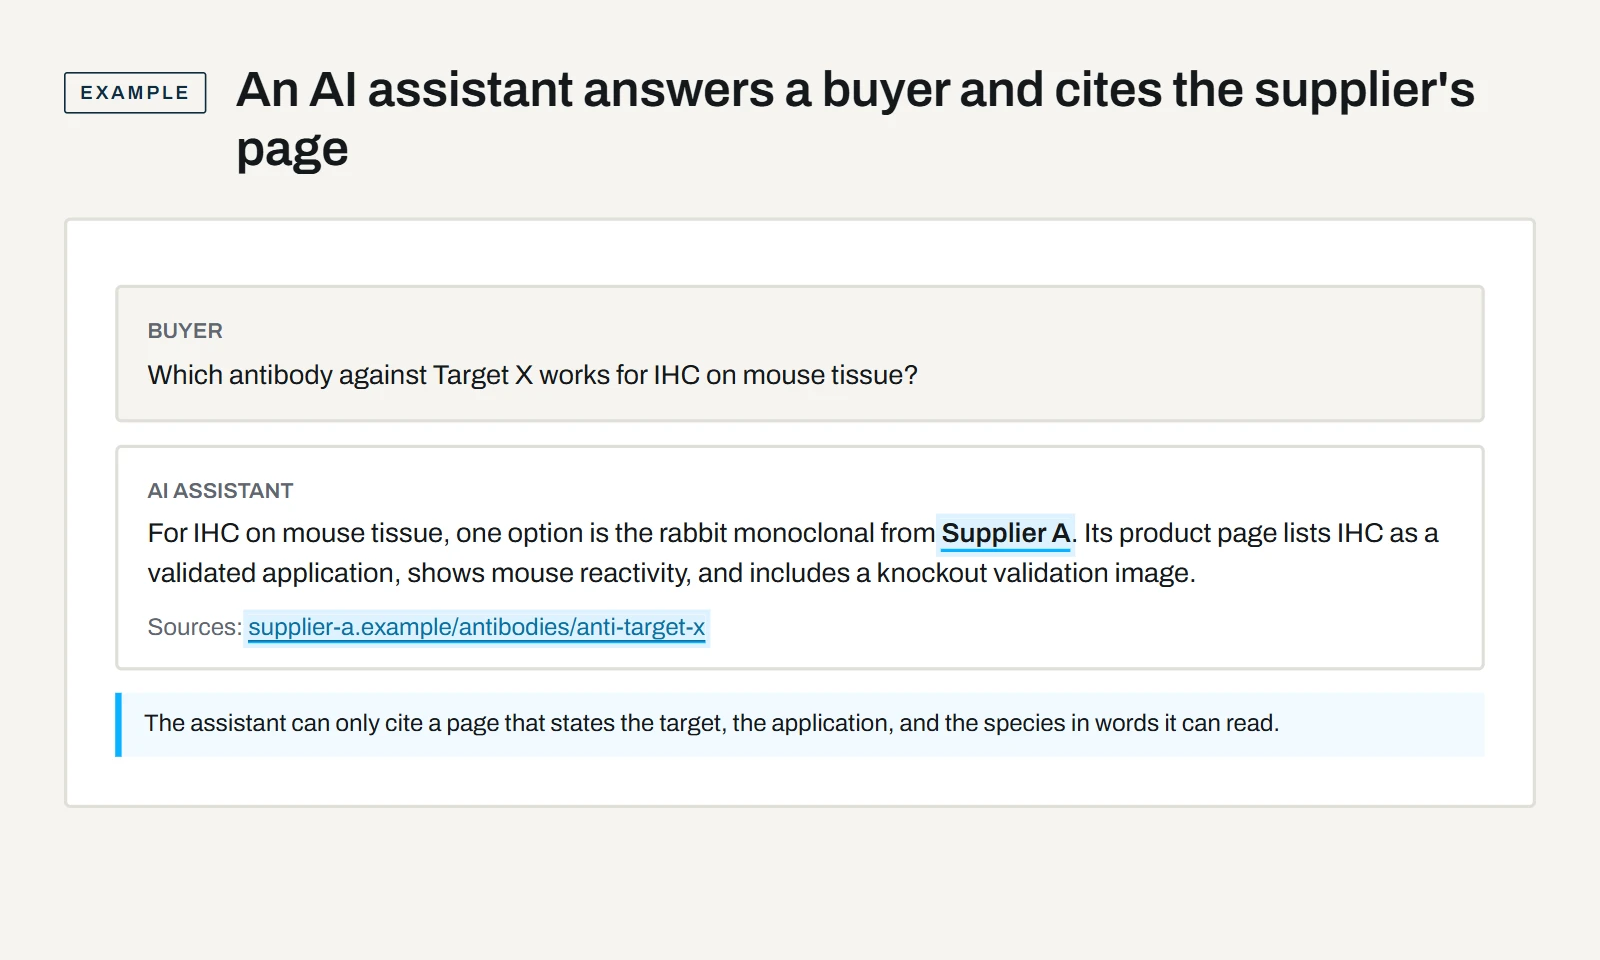 EXAMPLE
An AI assistant answers a buyer and cites the supplier's
page
BUYER
Which antibody against Target X works for IHC on mouse tissue?
AI ASSISTANT
For IHC on mouse tissue, one option is the rabbit monoclonal from Supplier A. Its product page lists IHC as a
validated application, shows mouse reactivity, and includes a knockout validation image.
Sources: supplier-a.example/antibodies/anti-target-x
The assistant can only cite a page that states the target, the application, and the species in words it can read.